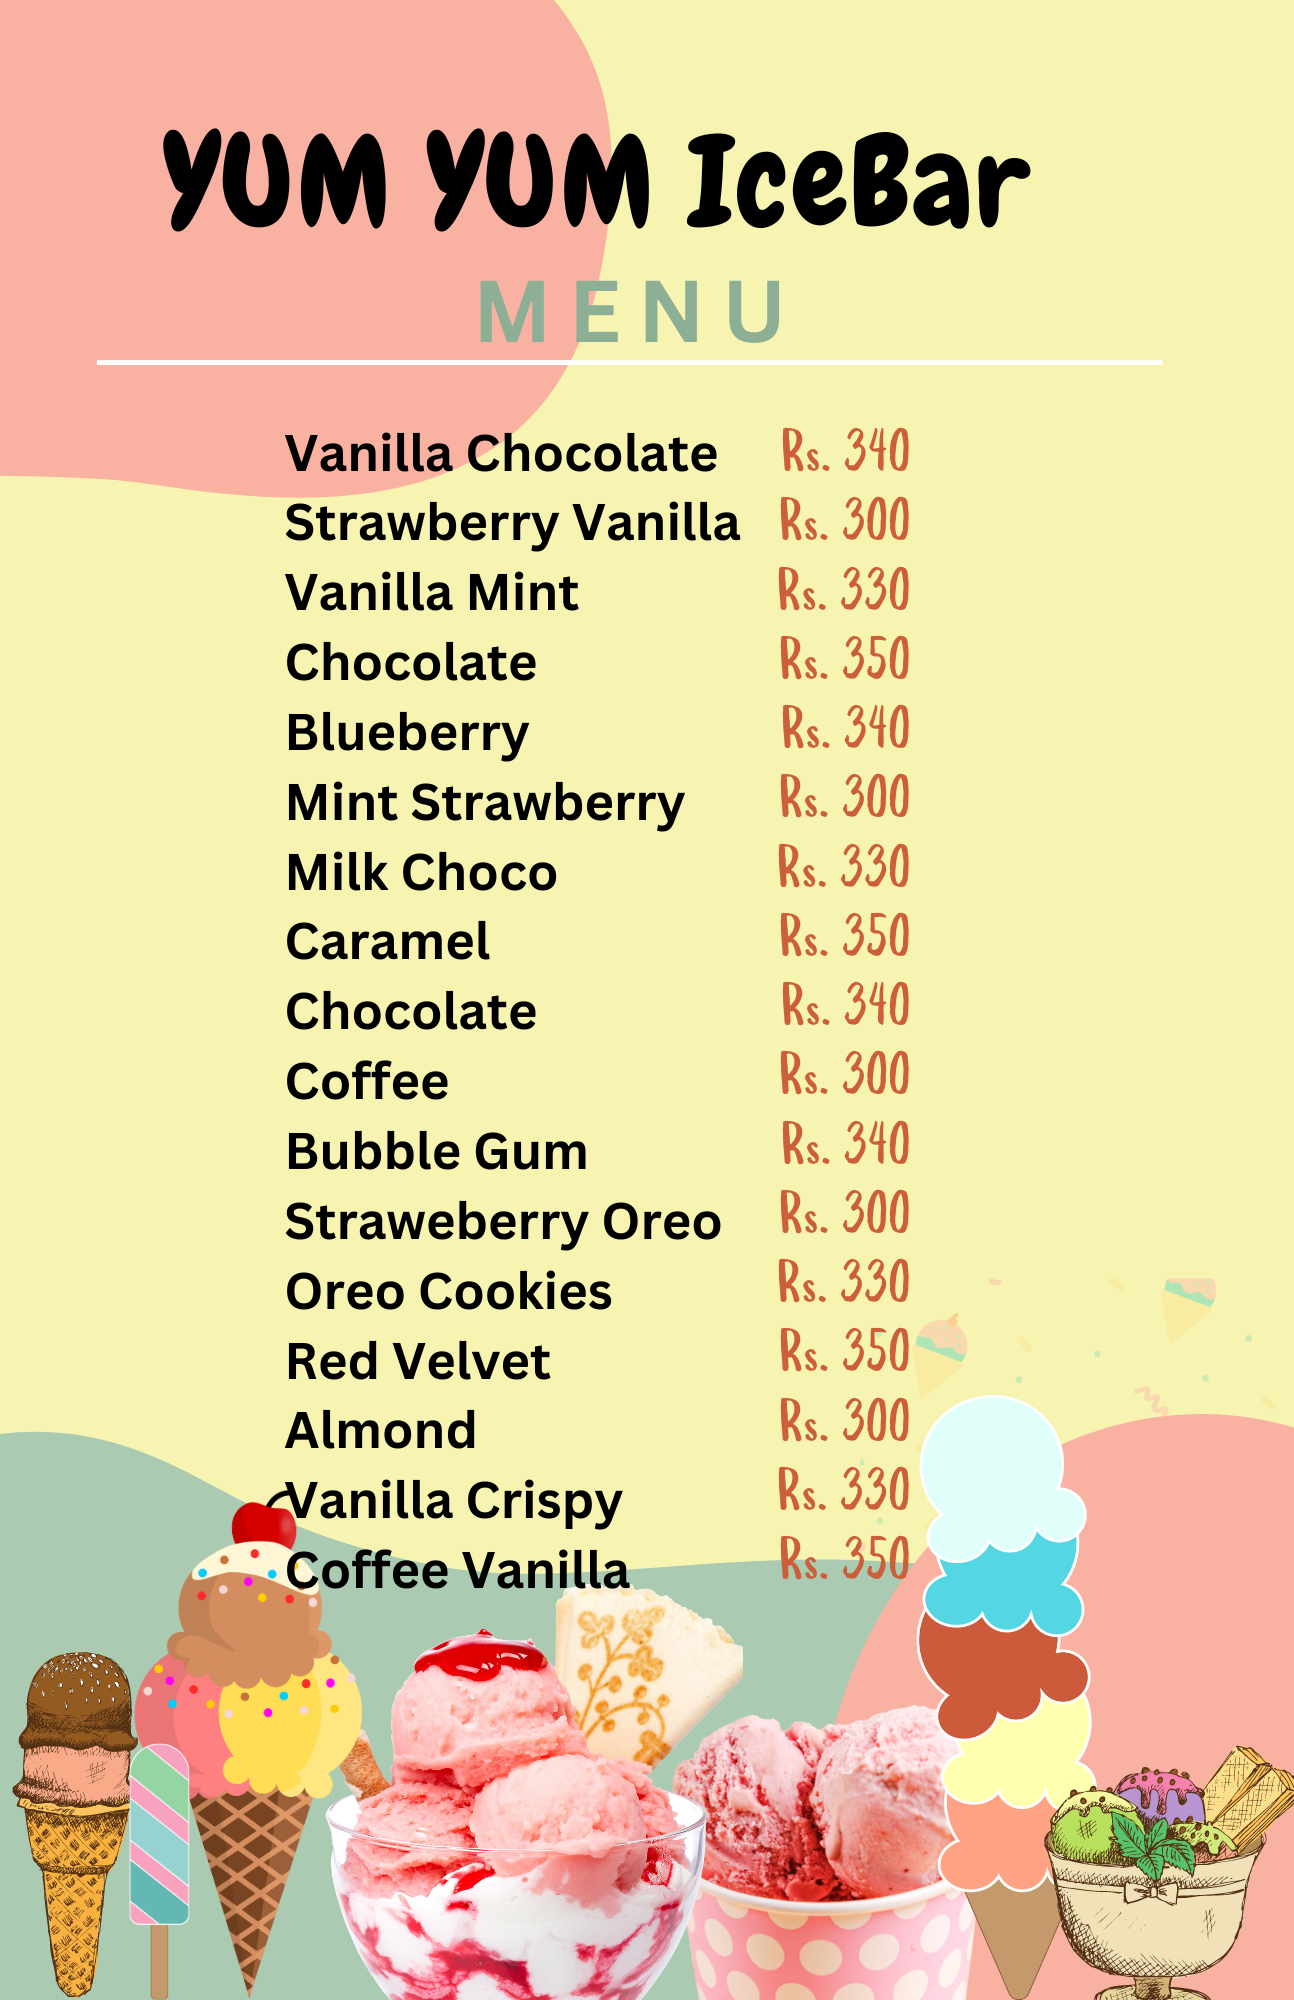 YUM YUM IceBar
MENU
Vanilla Chocolate Rs. 340
Strawberry Vanilla Rs. 300
Vanilla Mint Rs. 330
Chocolate Rs. 350
Blueberry Rs. 340
Mint Strawberry Rs. 300
Milk Choco Rs. 330
Caramel Rs. 350
Chocolate Rs. 340
Coffee Rs. 300
Bubble Gum Rs. 340
Straweberry Oreo Rs. 300
Oreo Cookies Rs. 330
Red Velvet Rs. 350
Almond Rs. 300
Vanilla Crispy Rs. 330
Coffee Vanilla Rs. 350